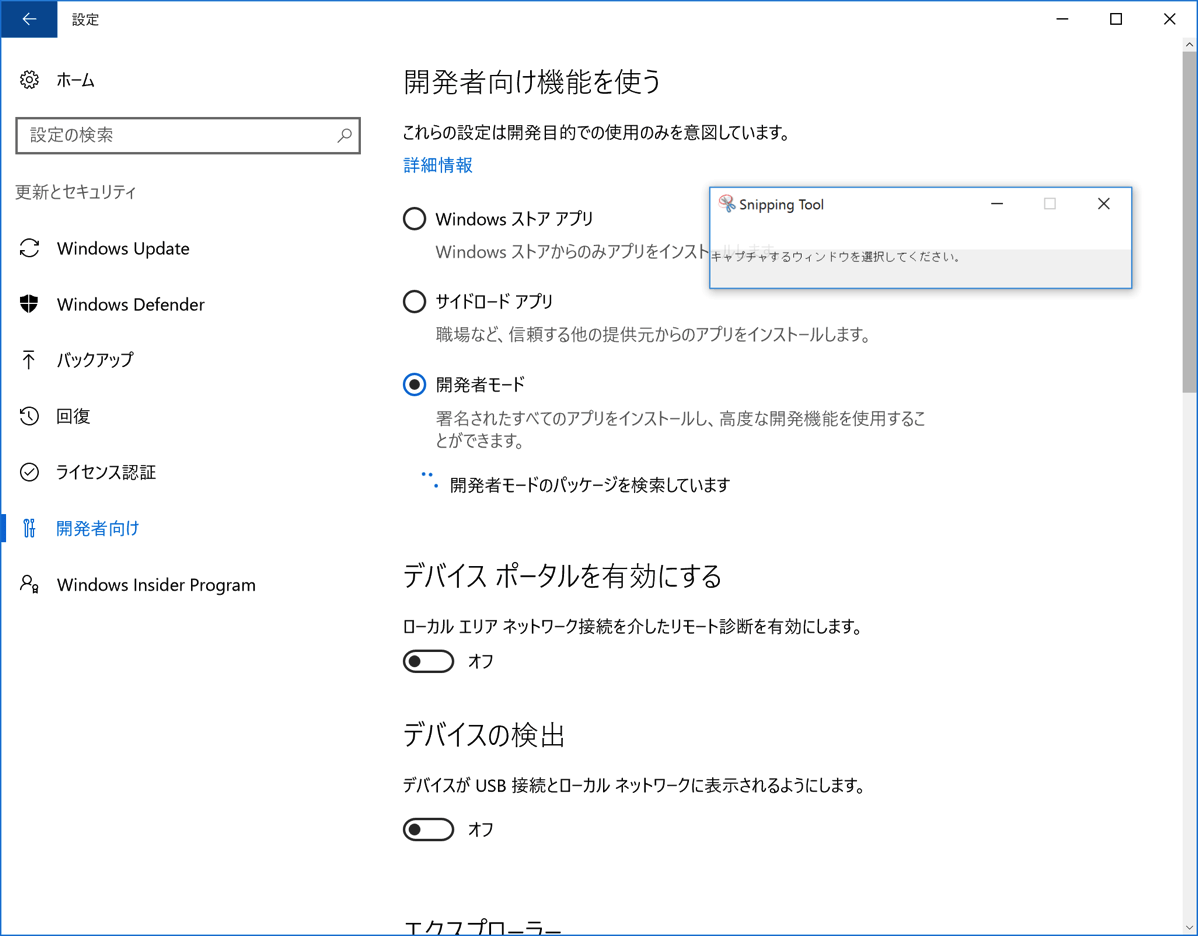 設定
ホーム
設定の検索
更新とセキュリティ
Windows Update
Windows Defender
バックアップ
回復
ライセンス認証
開発者向け
Windows Insider Program
開発者向け機能を使う
これらの設定は開発目的での使用のみを意図しています。
詳細情報
Windows ストア アプリ
Windows ストアからのみアプリをインストールします。
Snipping Tool
キャプチャするウィンドウを選択してください。
サイドロード アプリ
職場など、信頼する他の提供元からのアプリをインストールします。
開発者モード
署名されたすべてのアプリをインストールし、高度な開発機能を使用するこ
とができます。
開発者モードのパッケージを検索しています
デバイス ポータルを有効にする
ローカル エリア ネットワーク接続を介したリモート診断を有効にします。
オフ
デバイスの検出
デバイスが USB 接続とローカル ネットワークに表示されるようにします。
オフ
エクスプローラー